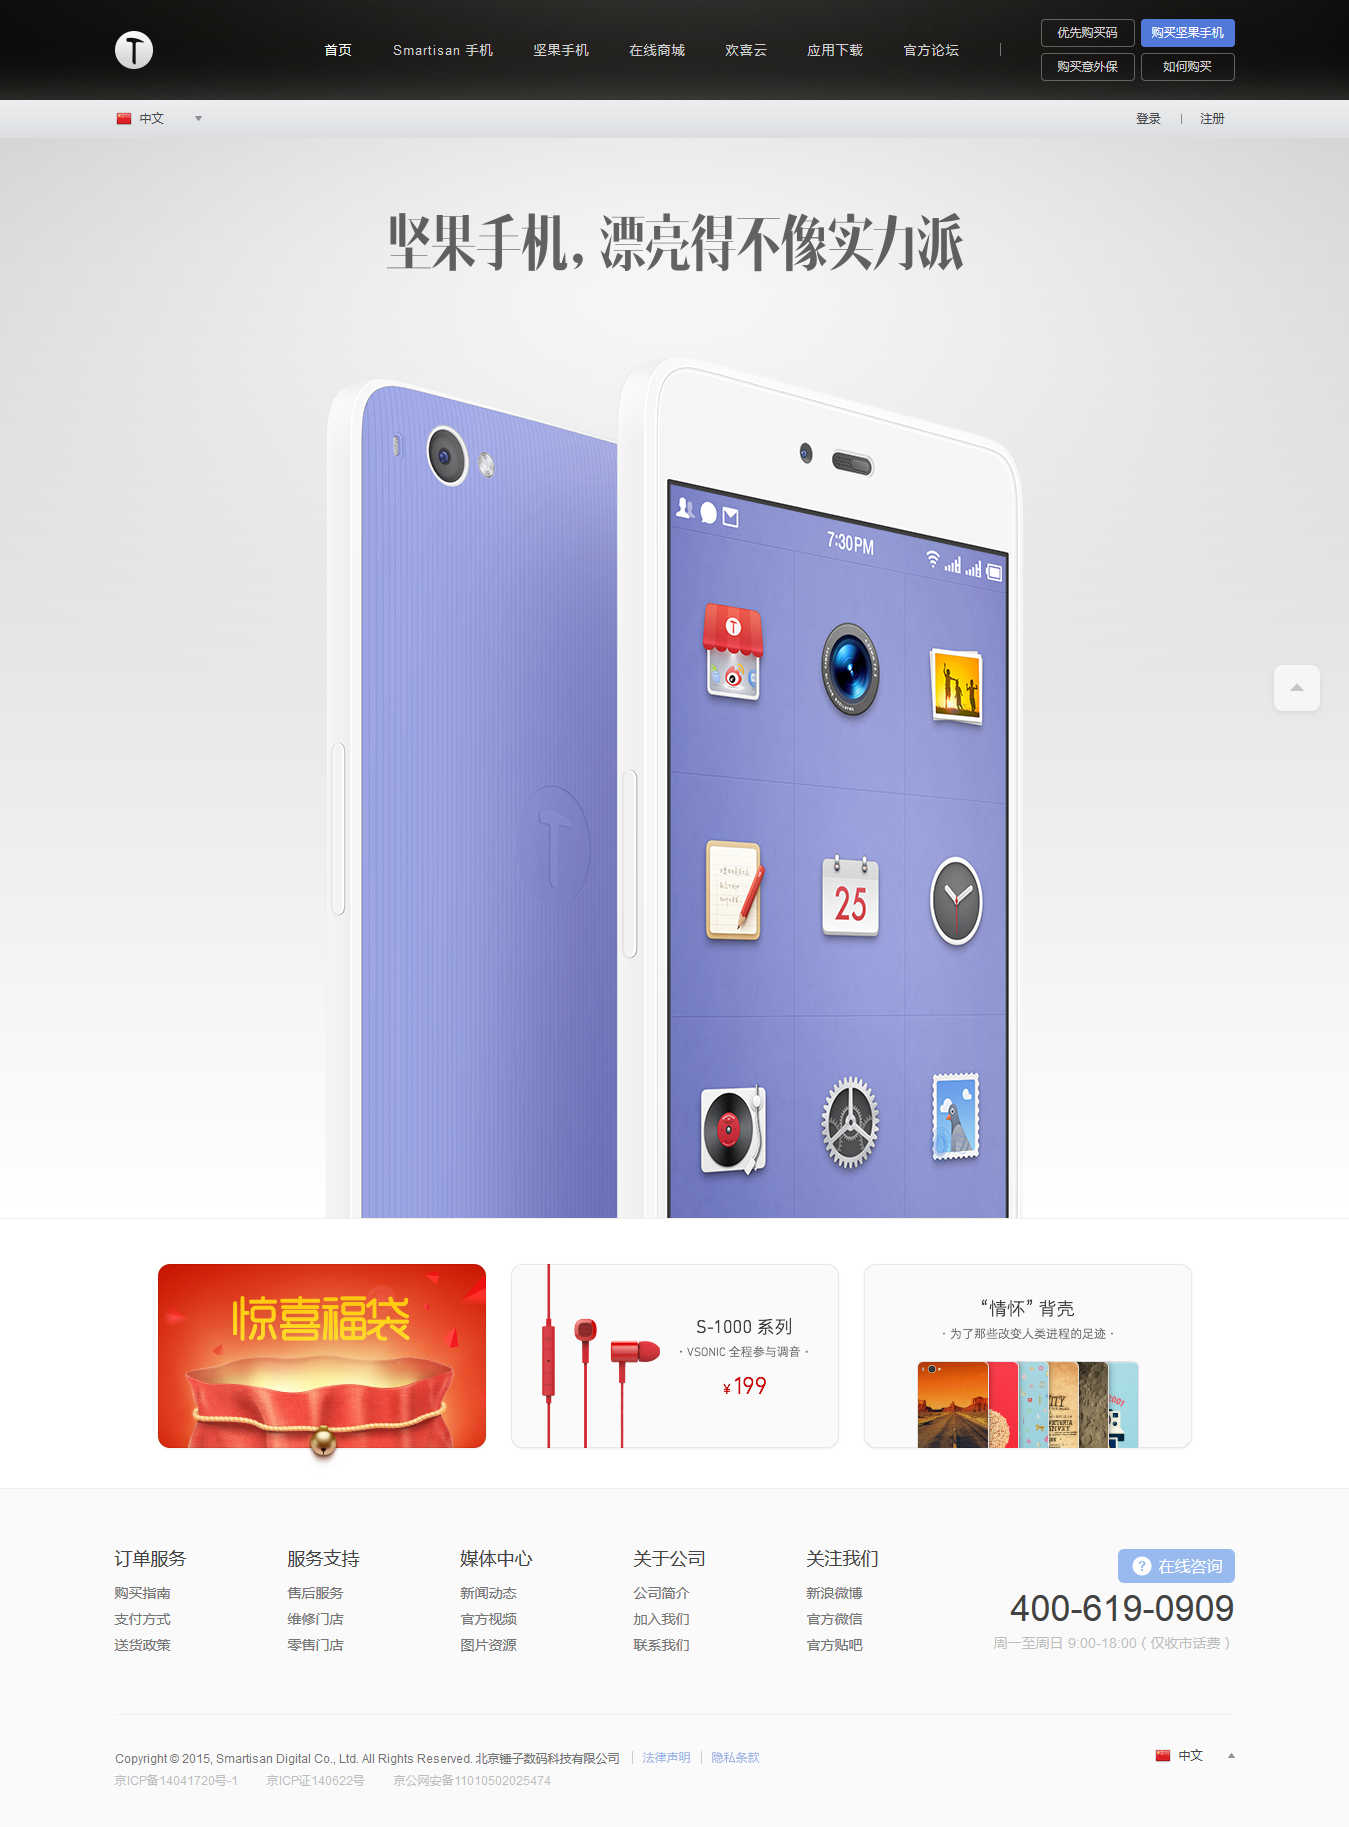 首页 Smartisan 手机 坚果手机 在线商城 欢喜云 应用下载 官方论坛
优先购买码 购买坚果手机
购买意外保 如何购买
中文 登录 注册
坚果手机，漂亮得不像实力派
7:30PM
25
惊喜福袋
S-1000 系列
· VSONIC 全程参与调音 ·
¥199
“情怀” 背壳
· 为了那些改变人类进程的足迹 ·
订单服务 服务支持 媒体中心 关于公司 关注我们 在线咨询
购买指南 售后服务 新闻动态 公司简介 新浪微博
400-619-0909
支付方式 维修门店 官方视频 加入我们 官方微信
送货政策 零售门店 图片资源 联系我们 官方贴吧
周一至周日 9:00-18:00 ( 仅收市话费 )
Copyright © 2015, Smartisan Digital Co., Ltd. All Rights Reserved. 北京锤子数码科技有限公司 法律声明 隐私条款 中文
京ICP备14041720号-1 京ICP证140622号 京公网安备11010502025474